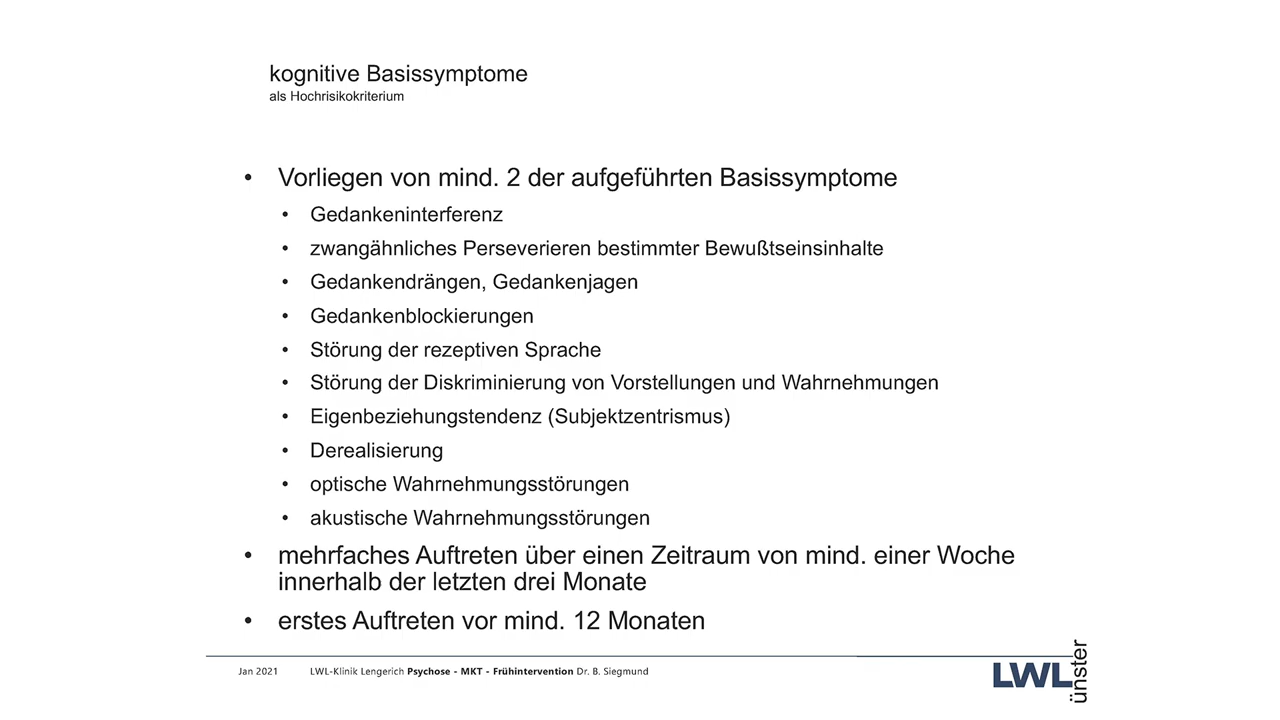 kognitive Basissymptome
als Hochrisikokriterium
• Vorliegen von mind. 2 der aufgeführten Basissymptome
• Gedankeninterferenz
• zwangähnliches Perseverieren bestimmter Bewußtseinsinhalte
• Gedankendrängen, Gedankenjagen
• Gedankenblockierungen
• Störung der rezeptiven Sprache
• Störung der Diskriminierung von Vorstellungen und Wahrnehmungen
• Eigenbeziehungstendenz (Subjektzentrismus)
• Derealisierung
• optische Wahrnehmungsstörungen
• akustische Wahrnehmungsstörungen
• mehrfaches Auftreten über einen Zeitraum von mind. einer Woche
innerhalb der letzten drei Monate
• erstes Auftreten vor mind. 12 Monaten
Jan 2021 LWL-Klinik Lengerich Psychose - MKT - Frühintervention Dr. B. Siegmund
LWL
ünster